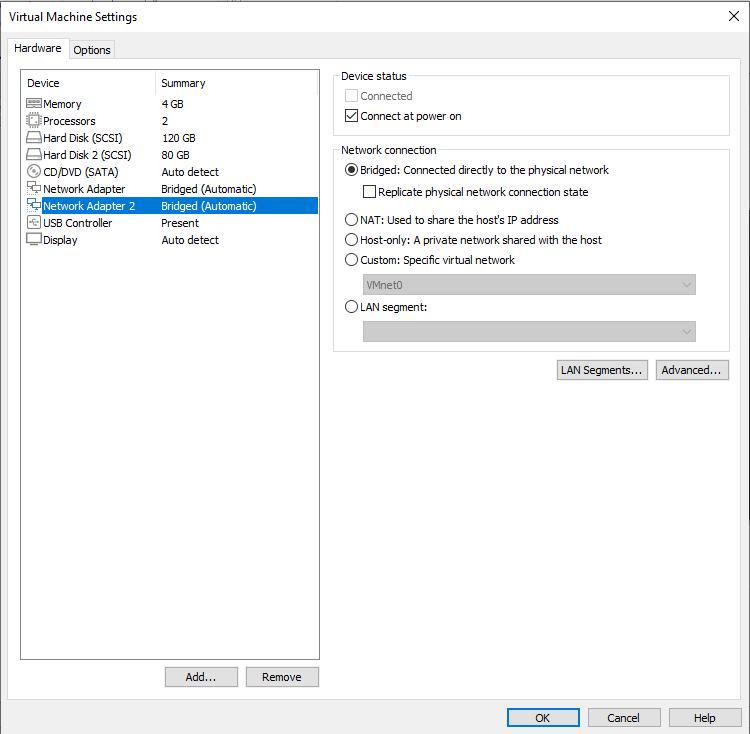 Virtual Machine Settings
Hardware
Options
Device Summary
Memory 4 GB
Processors 2
Hard Disk (SCSI) 120 GB
Hard Disk 2 (SCSI) 80 GB
CD/DVD (SATA) Auto detect
Network Adapter Bridged (Automatic)
Network Adapter 2 Bridged (Automatic)
USB Controller Present
Display Auto detect
Add...
Remove
Device status
Connected
Connect at power on
Network connection
Bridged: Connected directly to the physical network
Replicate physical network connection state
NAT: Used to share the host's IP address
Host-only: A private network shared with the host
Custom: Specific virtual network
VMnet0
LAN segment:
LAN Segments...
Advanced...
OK
Cancel
Help